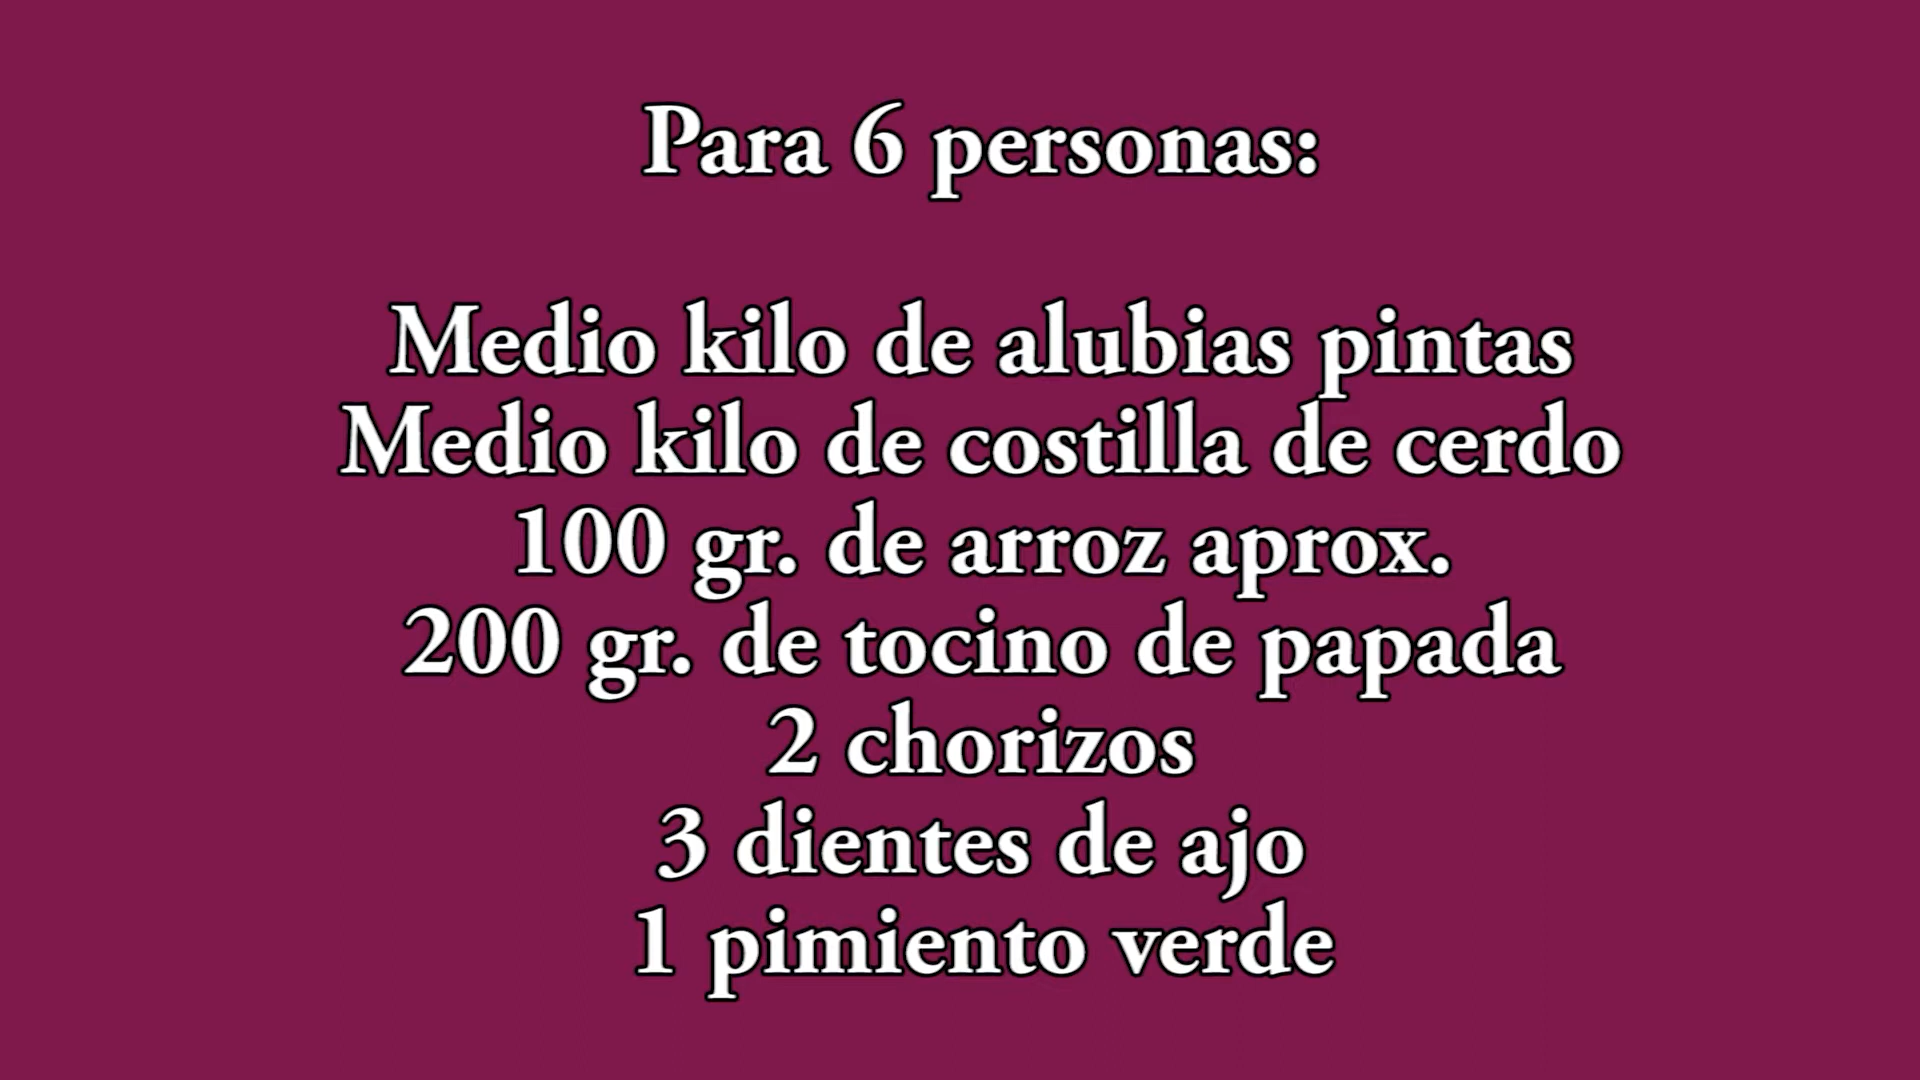 Para 6 personas:
Medio kilo de alubias pintas
Medio kilo de costilla de cerdo
100 gr. de arroz aprox.
200 gr. de tocino de papada
2 chorizos
3 dientes de ajo
1 pimiento verde